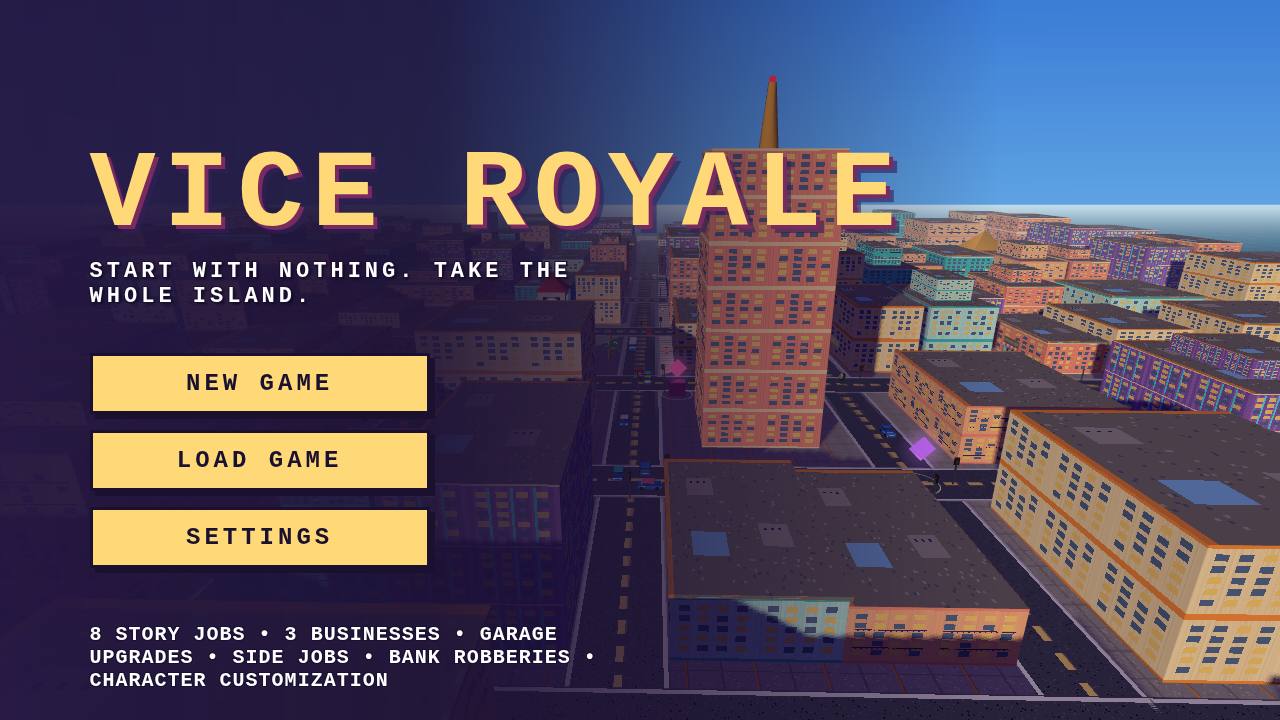 VICE ROYALE
START WITH NOTHING. TAKE THE
WHOLE ISLAND.
NEW GAME
LOAD GAME
SETTINGS
8 STORY JOBS • 3 BUSINESSES • GARAGE
UPGRADES • SIDE JOBS • BANK ROBBERIES •
CHARACTER CUSTOMIZATION